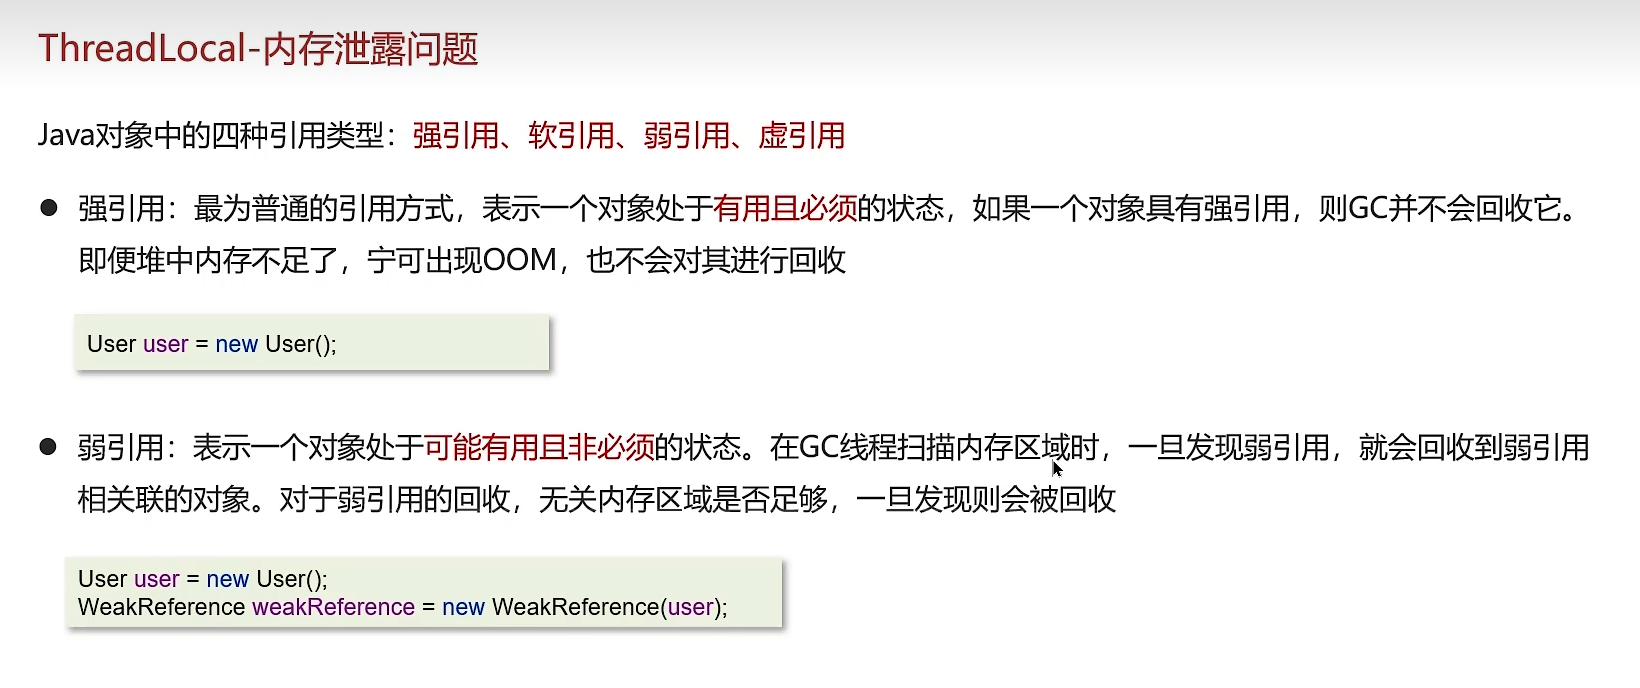 ThreadLocal-内存泄露问题
Java对象中的四种引用类型：强引用、软引用、弱引用、虚引用
● 强引用：最为普通的引用方式，表示一个对象处于有用且必须的状态，如果一个对象具有强引用，则GC并不会回收它。
即便堆中内存不足了，宁可出现OOM，也不会对其进行回收
User user = new User();
● 弱引用：表示一个对象处于可能有用且非必须的状态。在GC线程扫描内存区域时，一旦发现弱引用，就会回收到弱引用
相关联的对象。对于弱引用的回收，无关内存区域是否足够，一旦发现则会被回收
User user = new User();
WeakReference weakReference = new WeakReference(user);